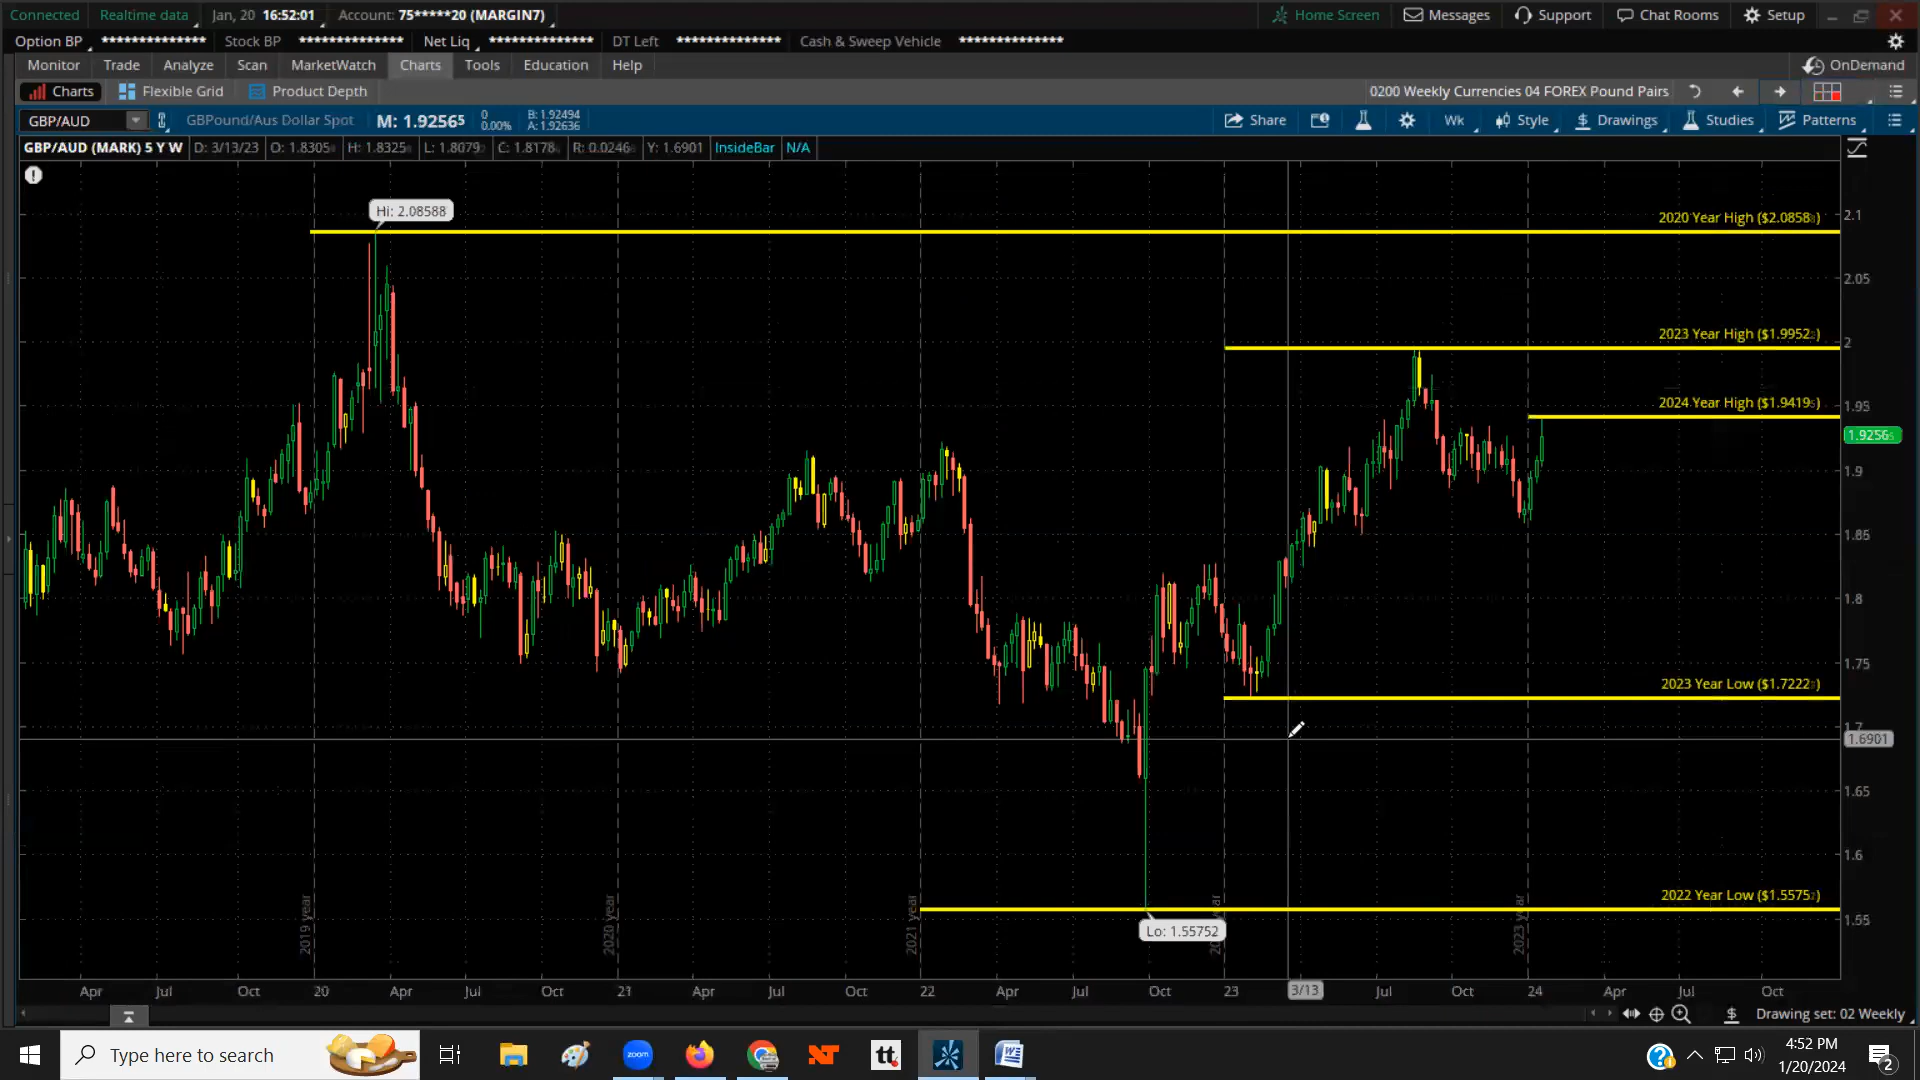 Connected Realtime data Jan, 20 16:52:01 Account: 75*****20 (MARGIN7) Home Screen Messages Support Chat Rooms Setup
Option BP ************** Stock BP ************** Net Liq ************** DT Left ************** Cash & Sweep Vehicle **************
Monitor Trade Analyze Scan MarketWatch Charts Tools Education Help OnDemand
Charts Flexible Grid Product Depth 0200 Weekly Currencies 04 FOREX Pound Pairs
GBP/AUD GBPound/Aus Dollar Spot M: 1.92565 0 0.00% B: 1.92494 A: 1.92636 Share Wk Style Drawings Studies Patterns
GBP/AUD (MARK) 5 Y W D: 3/13/23 O: 1.8305 H: 1.8325 L: 1.8079 C: 1.8178 R: 0.0246 Y: 1.6901 InsideBar N/A
Hi: 2.08588
2020 Year High ($2.0858 )
2.1
2.05
2023 Year High ($1.9952 )
2
2024 Year High ($1.9419 )
1.95
1.9256
1.9
1.85
1.8
1.75
2023 Year Low ($1.7222 )
1.7
1.6901
1.65
1.6
2022 Year Low ($1.5575 )
1.55
Lo: 1.55752
2019 year 2020 year 2021 year 2023 year
Apr Jul Oct 20 Apr Jul Oct 21 Apr Jul Oct 22 Apr Jul Oct 23 3/13 Jul Oct 24 Apr Jul Oct
Drawing set: 02 Weekly
Type here to search zoom tt 4:52 PM
1/20/2024 2